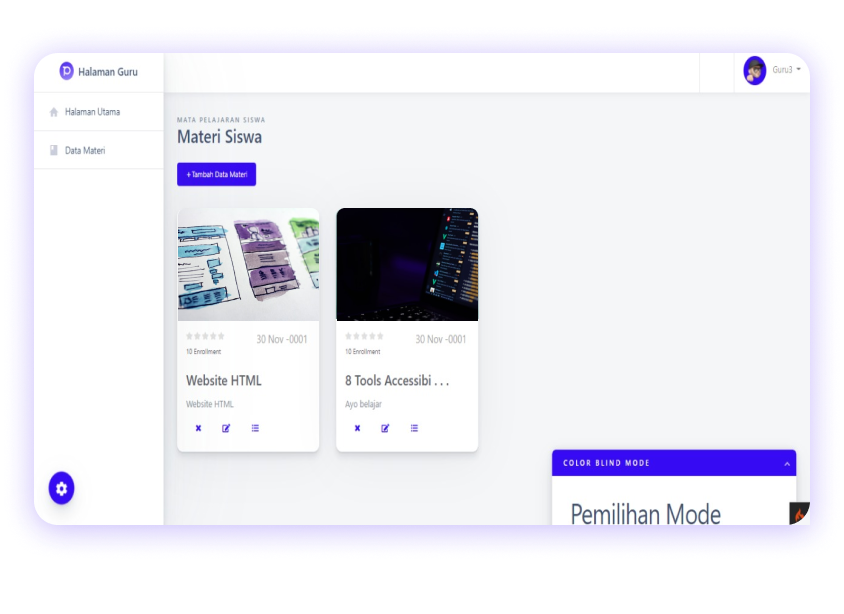 Halaman Guru
Guru3
Halaman Utama
Data Materi
MATA PELAJARAN SISWA
Materi Siswa
+ Tambah Data Materi
30 Nov -0001
10 Enrollment
Website HTML
Website HTML
30 Nov -0001
10 Enrollment
8 Tools Accessibi . . .
Ayo belajar
COLOR BLIND MODE
Pemilihan Mode